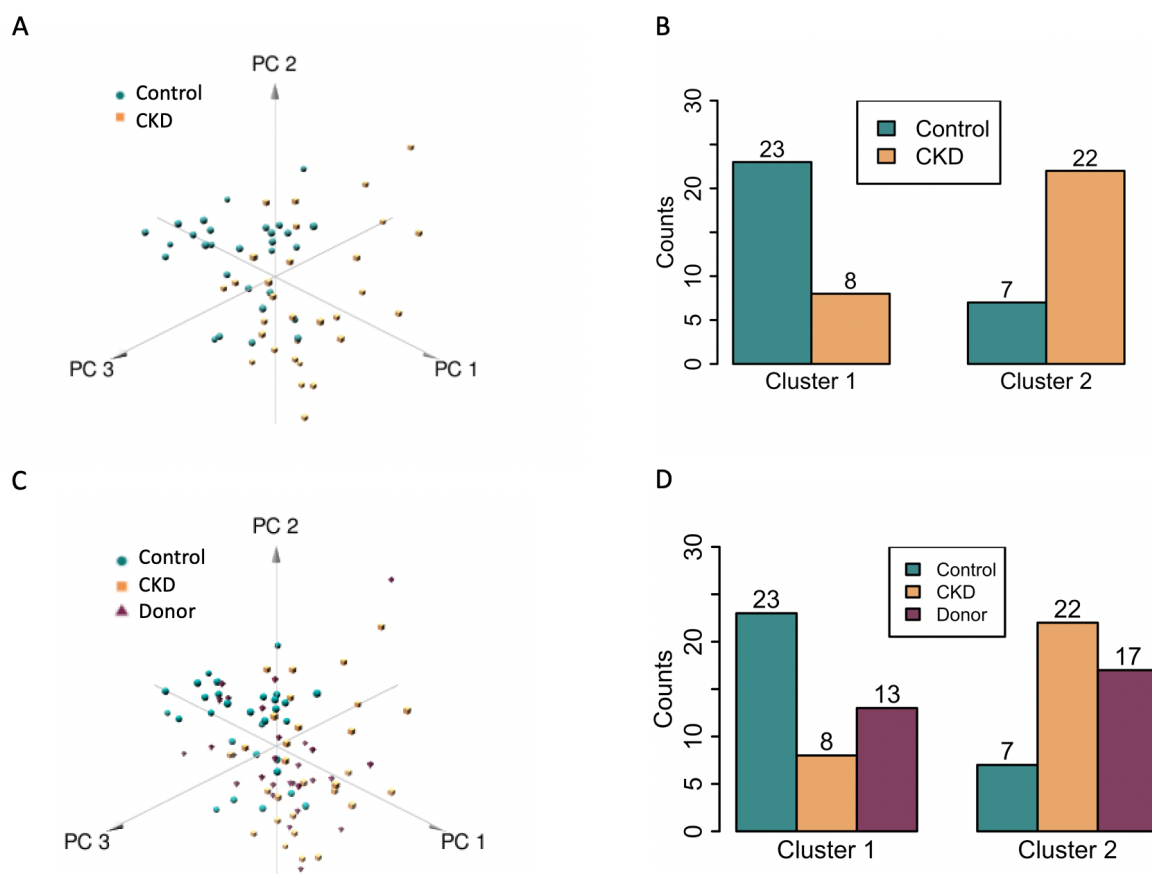 A
PC 2
Control
CKD
PC 3
PC 1
B
30
20
10
5
0
Counts
Control
CKD
23
8
7
22
Cluster 1
Cluster 2
C
PC 2
Control
CKD
Donor
PC 3
PC 1
D
30
20
10
5
0
Counts
Control
CKD
Donor
23
8
13
7
22
17
Cluster 1
Cluster 2